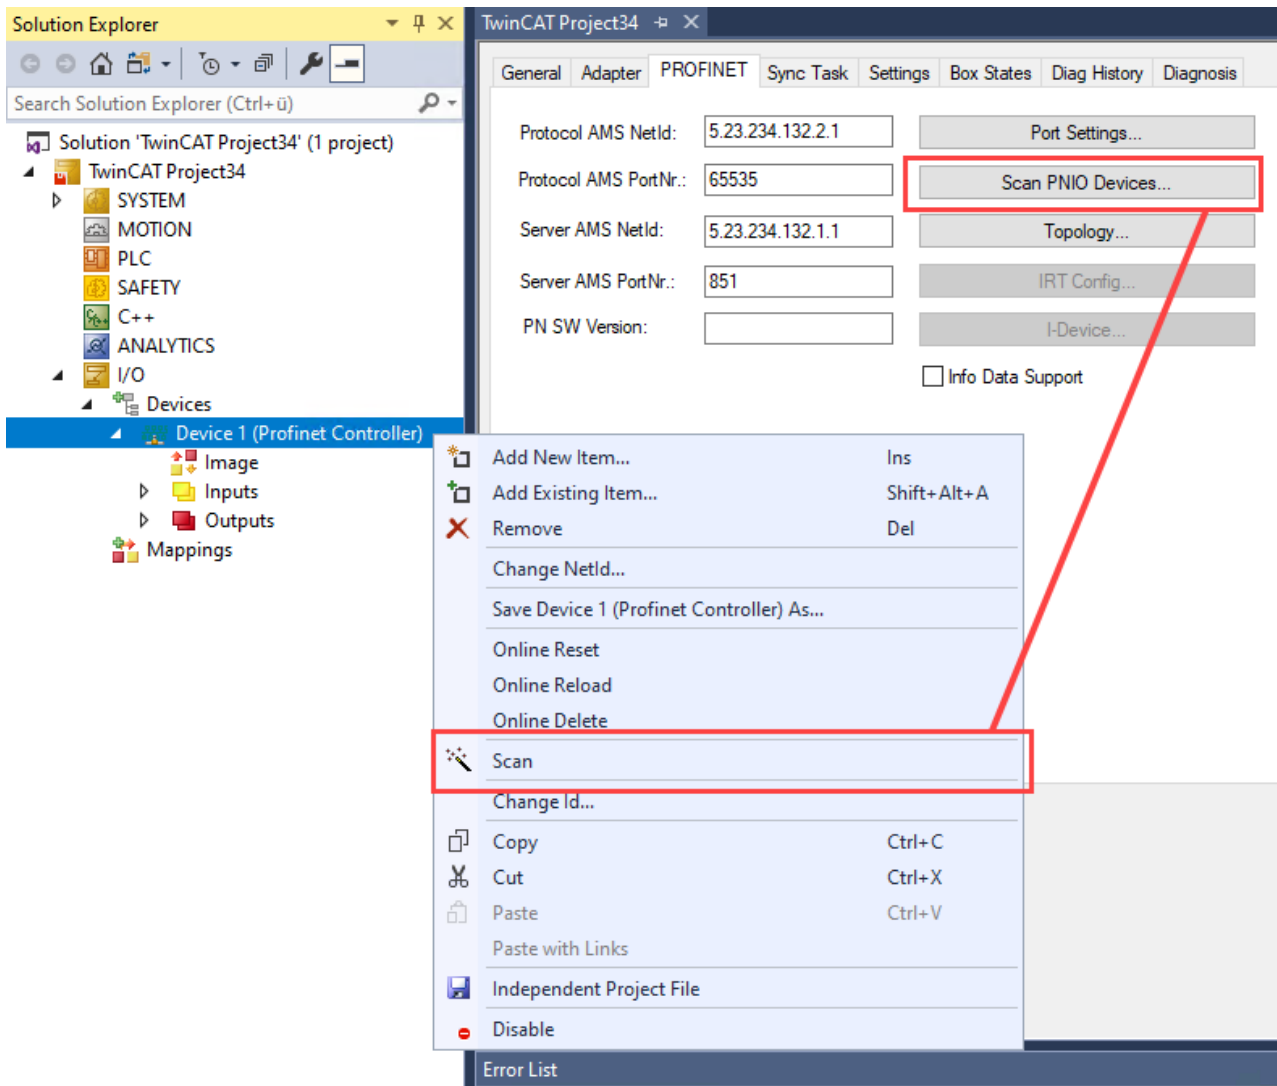 Solution Explorer
Search Solution Explorer (Ctrl+ü)
Solution 'TwinCAT Project34' (1 project)
TwinCAT Project34
SYSTEM
MOTION
PLC
SAFETY
C++
ANALYTICS
I/O
Devices
Device 1 (Profinet Controller)
Image
Inputs
Outputs
Mappings
TwinCAT Project34
General Adapter PROFINET Sync Task Settings Box States Diag History Diagnosis
Protocol AMS NetId: 5.23.234.132.2.1 Port Settings...
Protocol AMS PortNr.: 65535 Scan PNIO Devices...
Server AMS NetId: 5.23.234.132.1.1 Topology...
Server AMS PortNr.: 851 IRT Config...
PN SW Version: I-Device...
Info Data Support
Add New Item... Ins
Add Existing Item... Shift+Alt+A
Remove Del
Change NetId...
Save Device 1 (Profinet Controller) As...
Online Reset
Online Reload
Online Delete
Scan
Change Id...
Copy Ctrl+C
Cut Ctrl+X
Paste Ctrl+V
Paste with Links
Independent Project File
Disable
Error List